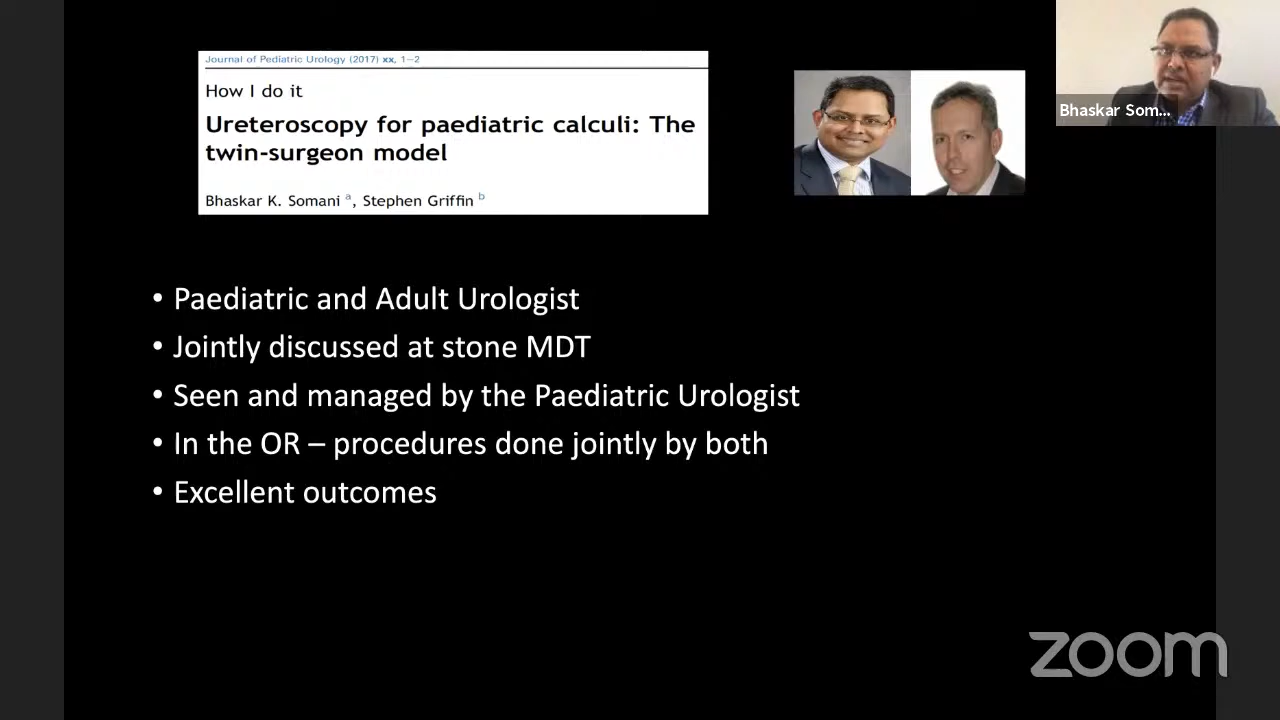 Journal of Pediatric Urology (2017) xx, 1–2
How I do it
Ureteroscopy for paediatric calculi: The
twin-surgeon model
Bhaskar K. Somani a, Stephen Griffin b
Bhaskar Som...
• Paediatric and Adult Urologist
• Jointly discussed at stone MDT
• Seen and managed by the Paediatric Urologist
• In the OR – procedures done jointly by both
• Excellent outcomes
zoom